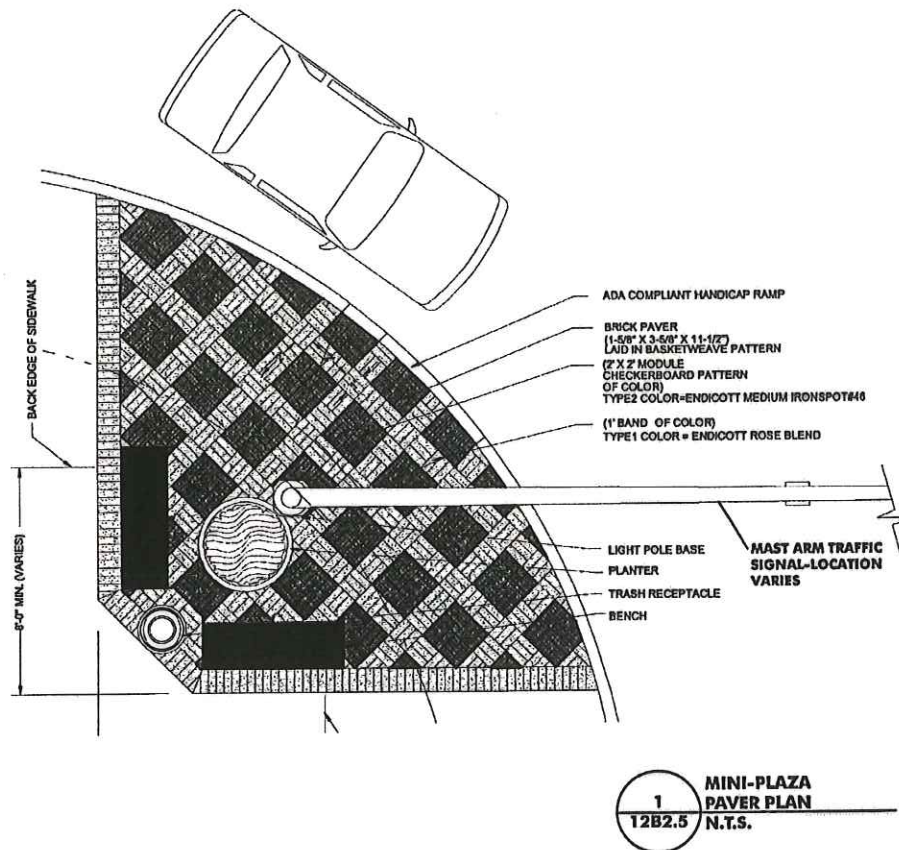 BACK EDGE OF SIDEWALK
6'-0" MIN. (VARIES)
ADA COMPLIANT HANDICAP RAMP
BRICK PAVER
(1-5/8" X 3-5/8" X 11-1/2")
LAID IN BASKETWEAVE PATTERN
(2' X 2' MODULE
CHECKERBOARD PATTERN
OF COLOR)
TYPE2 COLOR=ENDICOTT MEDIUM IRONSPOT#46
(1' BAND OF COLOR)
TYPE1 COLOR = ENDICOTT ROSE BLEND
LIGHT POLE BASE
PLANTER
TRASH RECEPTACLE
BENCH
MAST ARM TRAFFIC
SIGNAL-LOCATION
VARIES
1
12B2.5
MINI-PLAZA
PAVER PLAN
N.T.S.